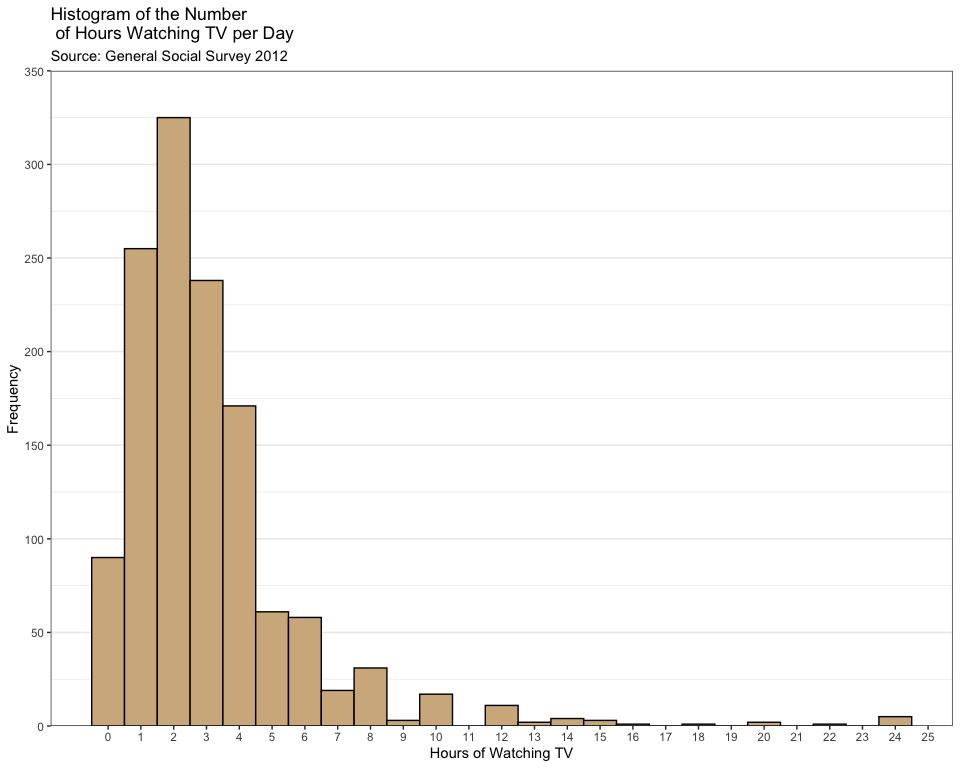 Histogram of the Number
of Hours Watching TV per Day
Source: General Social Survey 2012
350
300
250
200
150
100
50
0
Frequency
0 1 2 3 4 5 6 7 8 9 10 11 12 13 14 15 16 17 18 19 20 21 22 23 24 25
Hours of Watching TV